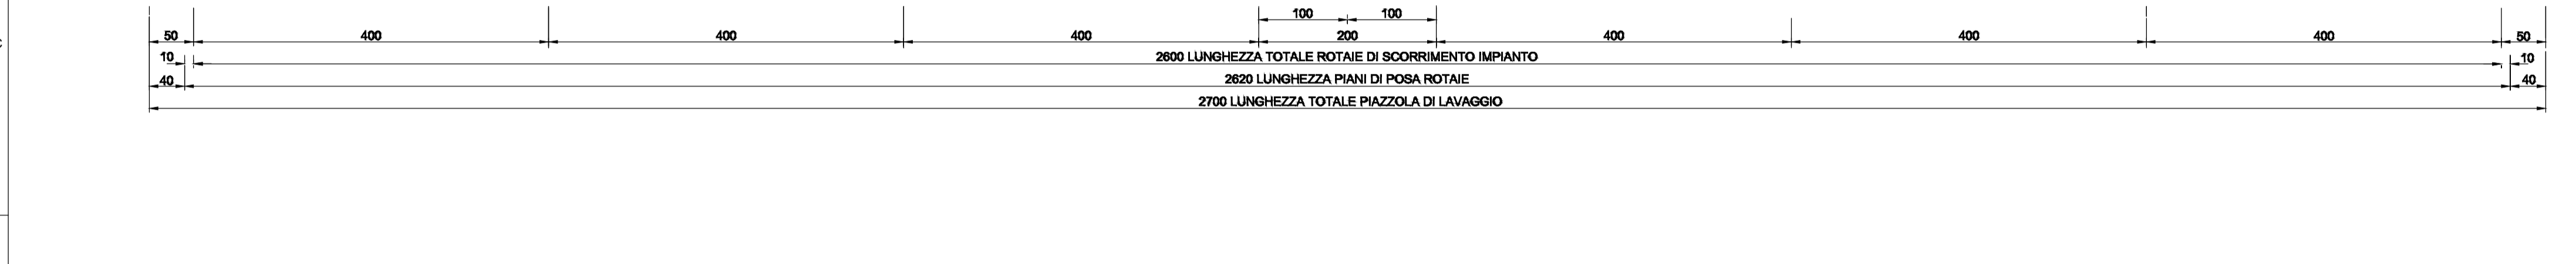 100 100
50 400 400 400 200 400 400 400 50
10 2600 LUNGHEZZA TOTALE ROTAIE DI SCORRIMENTO IMPIANTO 10
40 2620 LUNGHEZZA PIANI DI POSA ROTAIE 40
2700 LUNGHEZZA TOTALE PIAZZOLA DI LAVAGGIO